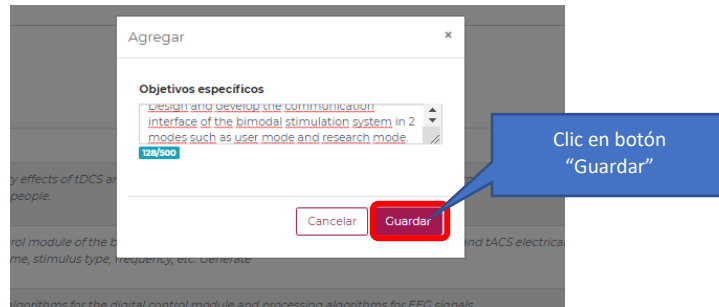 Agregar
×
Objetivos específicos
Design and develop the communication
interface of the bimodal stimulation system in 2
modes such as user mode and research mode.
128/500
Clic en botón
“Guardar”
y effects of tDCS
people.
Cancelar
Guardar
rol module of the
and tACS
me, stimulus type, frequency, etc. Generate
algorithms for the digital control module and processing algorithms for EEG signals